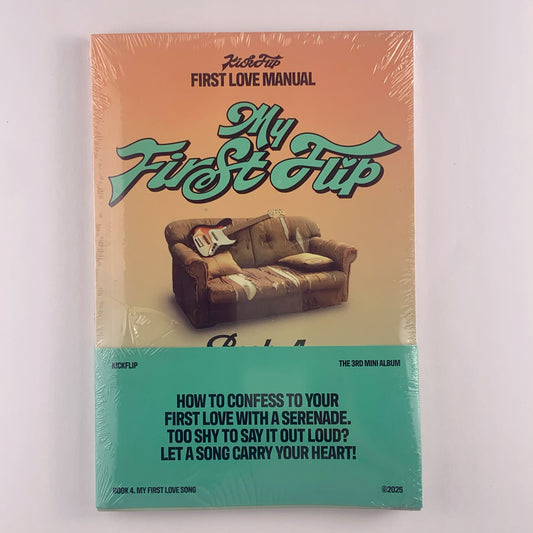 KickFlip
FIRST LOVE MANUAL
My
First Flip
KICKFLIP
THE 3RD MINI ALBUM
HOW TO CONFESS TO YOUR
FIRST LOVE WITH A SERENADE.
TOO SHY TO SAY IT OUT LOUD?
LET A SONG CARRY YOUR HEART!
BOOK 4. MY FIRST LOVE SONG
©2025